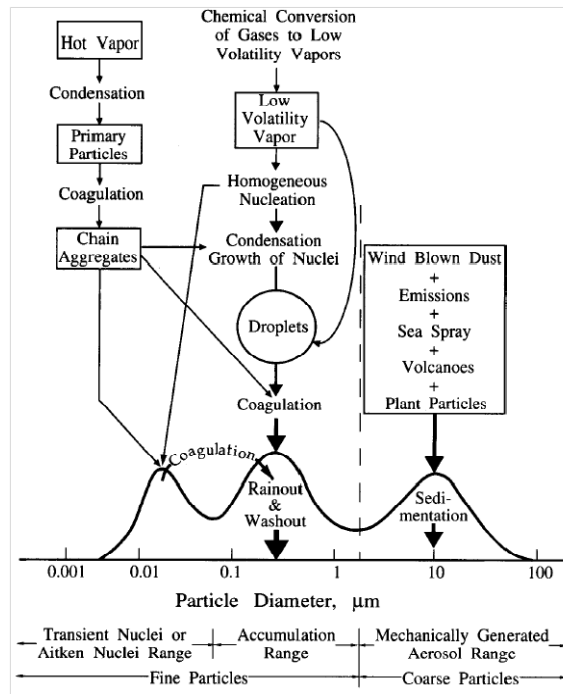 Hot Vapor
Condensation
Primary
Particles
Coagulation
Chain
Aggregates
Chemical Conversion
of Gases to Low
Volatility Vapors
Low
Volatility
Vapor
Homogeneous
Nucleation
Condensation
Growth of Nuclei
Droplets
Coagulation
Wind Blown Dust
+
Emissions
+
Sea Spray
+
Volcanoes
+
Plant Particles
Coagulation
Rainout
&
Washout
Sedi-
mentation
0.001 0.01 0.1 1 10 100
Particle Diameter, µm
Transient Nuclei or
Aitken Nuclei Range
Accumulation
Range
Mechanically Generated
Aerosol Range
Fine Particles
Coarse Particles